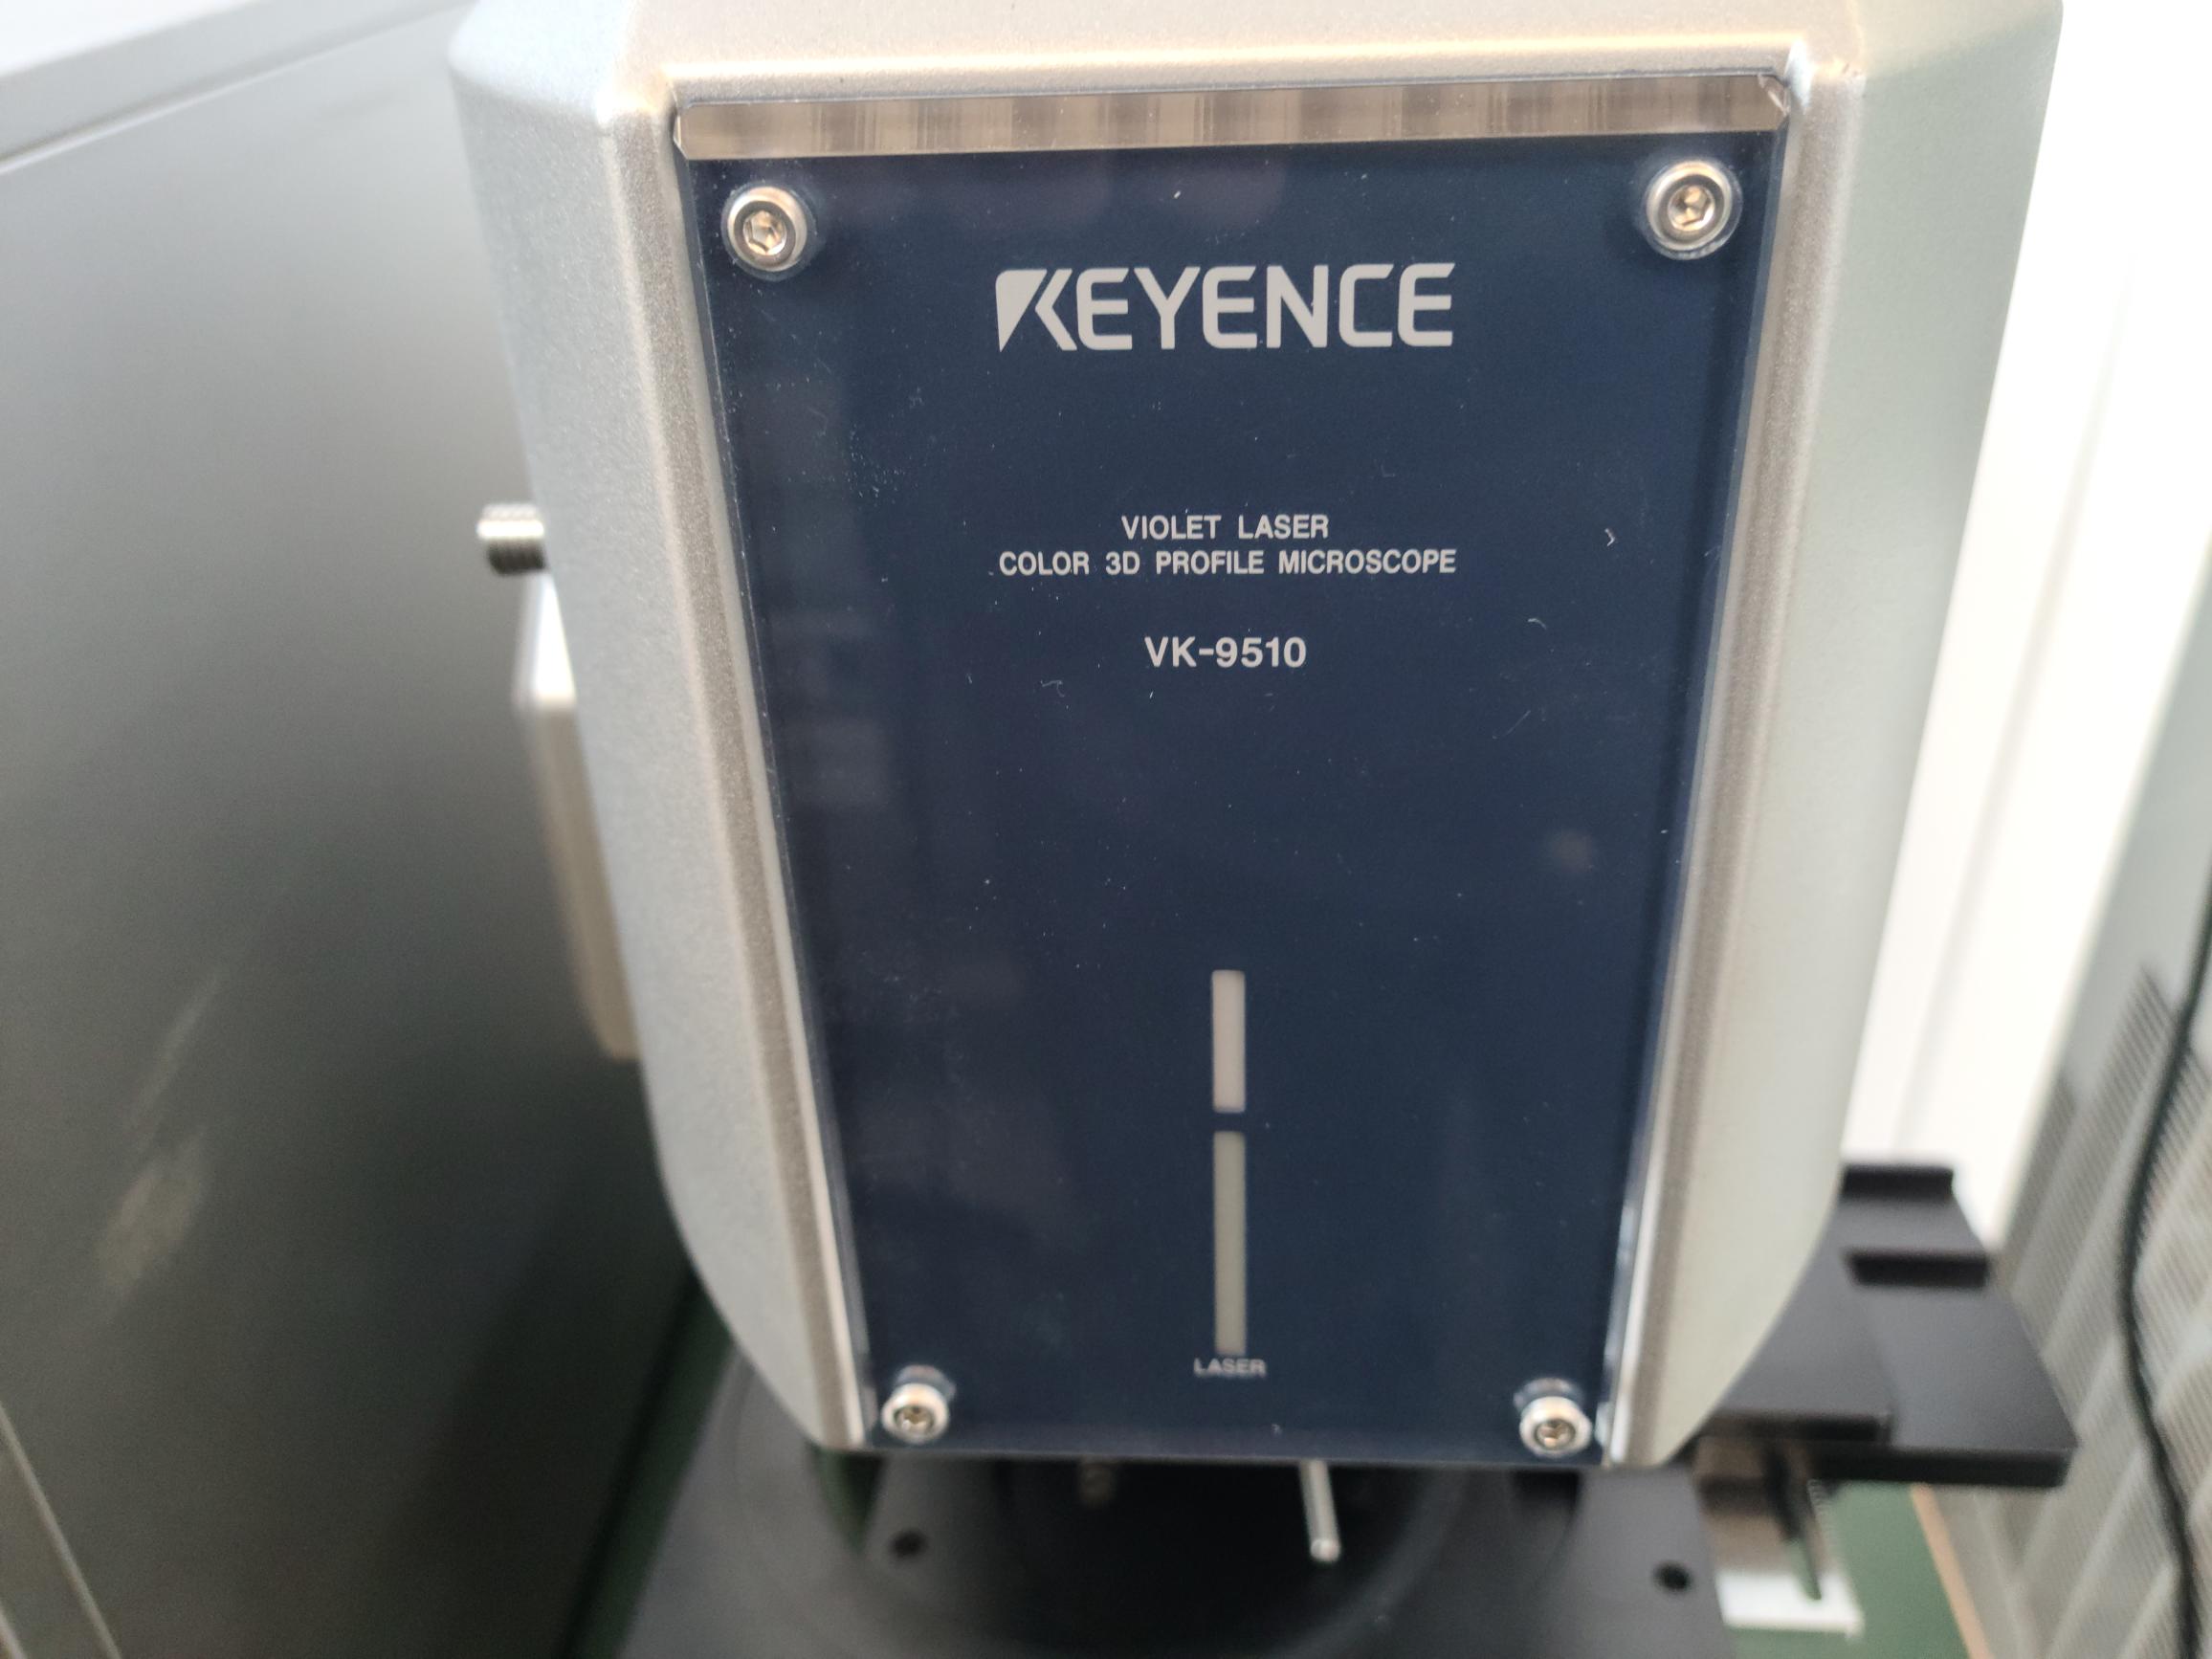 KEYENCE
VIOLET LASER
COLOR 3D PROFILE MICROSCOPE
VK-9510
LASER